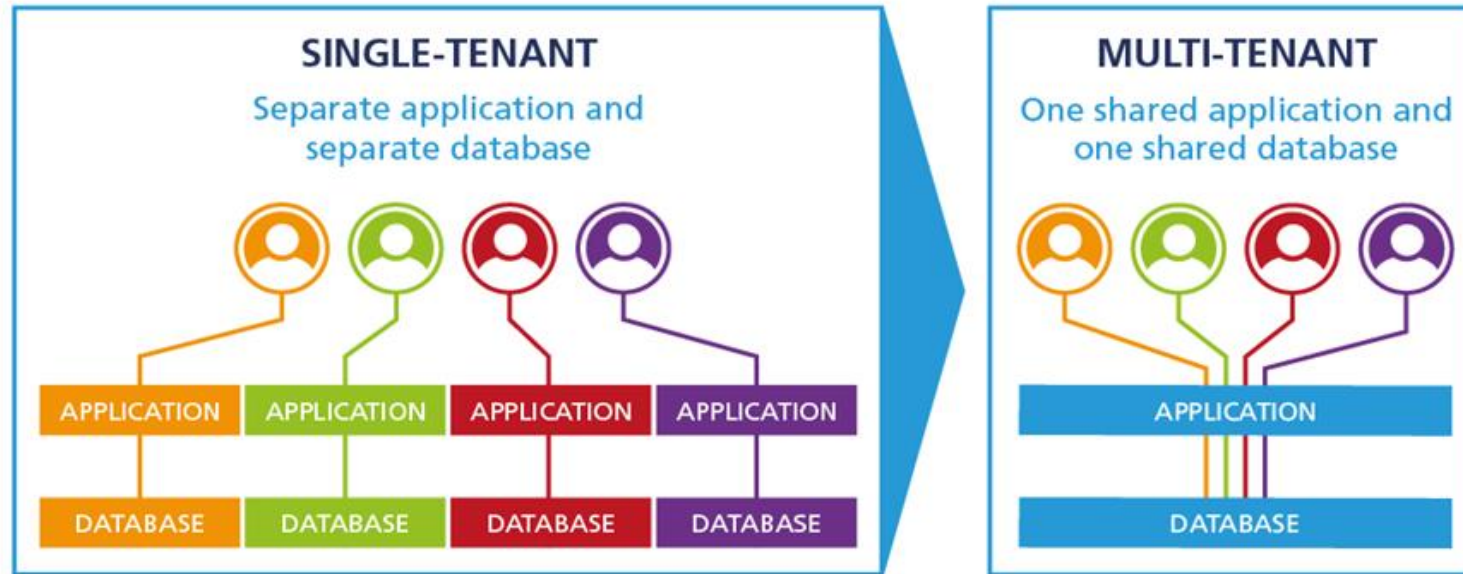 SINGLE-TENANT
Separate application and
separate database
APPLICATION APPLICATION APPLICATION APPLICATION
DATABASE DATABASE DATABASE DATABASE
MULTI-TENANT
One shared application and
one shared database
APPLICATION
DATABASE